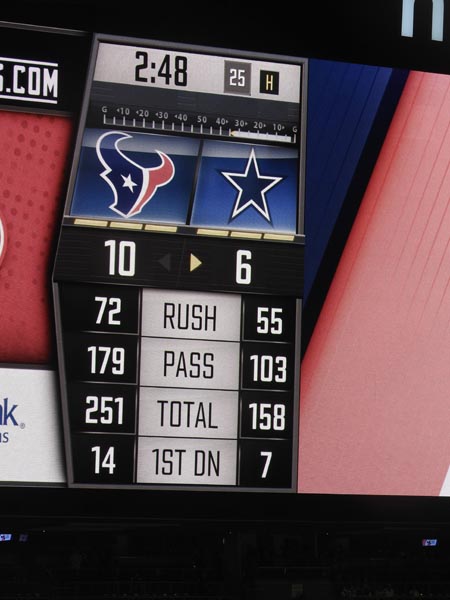 S.COM
2:48 25 H
G ◂10 ◂20 ◂30 ◂40 50 40▸ 30▸ 20▸ 10▸ G
10 6
72 RUSH 55
179 PASS 103
251 TOTAL 158
14 1ST DN 7